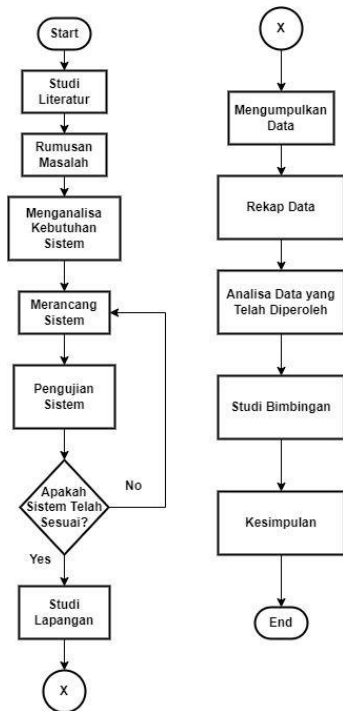 Start
Studi
Literatur
Rumusan
Masalah
Menganalisa
Kebutuhan
Sistem
Merancang
Sistem
Pengujian
Sistem
Apakah
Sistem Telah
Sesuai?
No
Yes
Studi
Lapangan
X
X
Mengumpulkan
Data
Rekap Data
Analisa Data yang
Telah Diperoleh
Studi Bimbingan
Kesimpulan
End